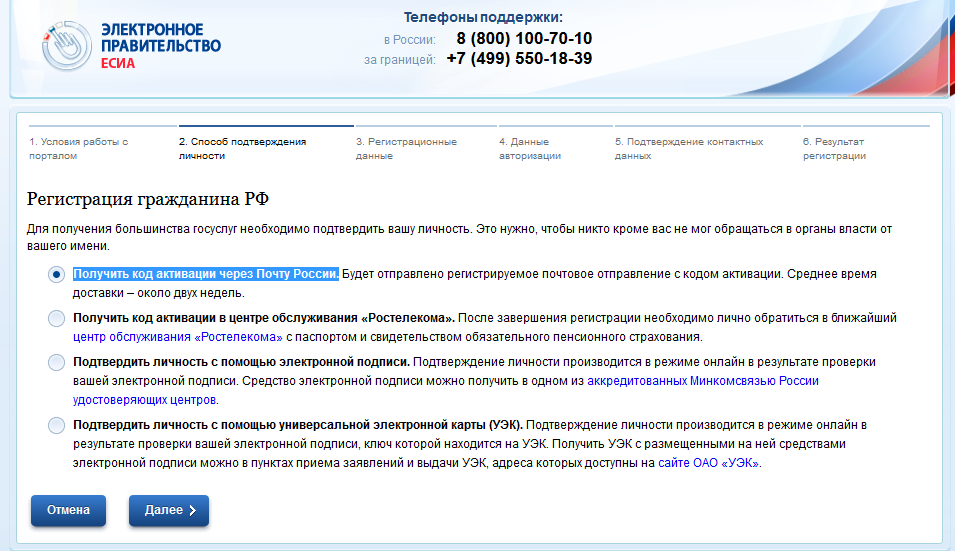 ЭЛЕКТРОННОЕ
ПРАВИТЕЛЬСТВО
ЕСИА
Телефоны поддержки:
в России: 8 (800) 100-70-10
за границей: +7 (499) 550-18-39
1. Условия работы с порталом
2. Способ подтверждения личности
3. Регистрационные данные
4. Данные авторизации
5. Подтверждение контактных данных
6. Результат регистрации
Регистрация гражданина РФ
Для получения большинства госуслуг необходимо подтвердить вашу личность. Это нужно, чтобы никто кроме вас не мог обращаться в органы власти от
вашего имени.
Получить код активации через Почту России. Будет отправлено регистрируемое почтовое отправление с кодом активации. Среднее время
доставки – около двух недель.
Получить код активации в центре обслуживания «Ростелекома». После завершения регистрации необходимо лично обратиться в ближайший
центр обслуживания «Ростелекома» с паспортом и свидетельством обязательного пенсионного страхования.
Подтвердить личность с помощью электронной подписи. Подтверждение личности производится в режиме онлайн в результате проверки
вашей электронной подписи. Средство электронной подписи можно получить в одном из аккредитованных Минкомсвязью России
удостоверяющих центров.
Подтвердить личность с помощью универсальной электронной карты (УЭК). Подтверждение личности производится в режиме онлайн в
результате проверки вашей электронной подписи, ключ которой находится на УЭК. Получить УЭК с размещенными на ней средствами
электронной подписи можно в пунктах приема заявлений и выдачи УЭК, адреса которых доступны на сайте ОАО «УЭК».
Отмена
Далее